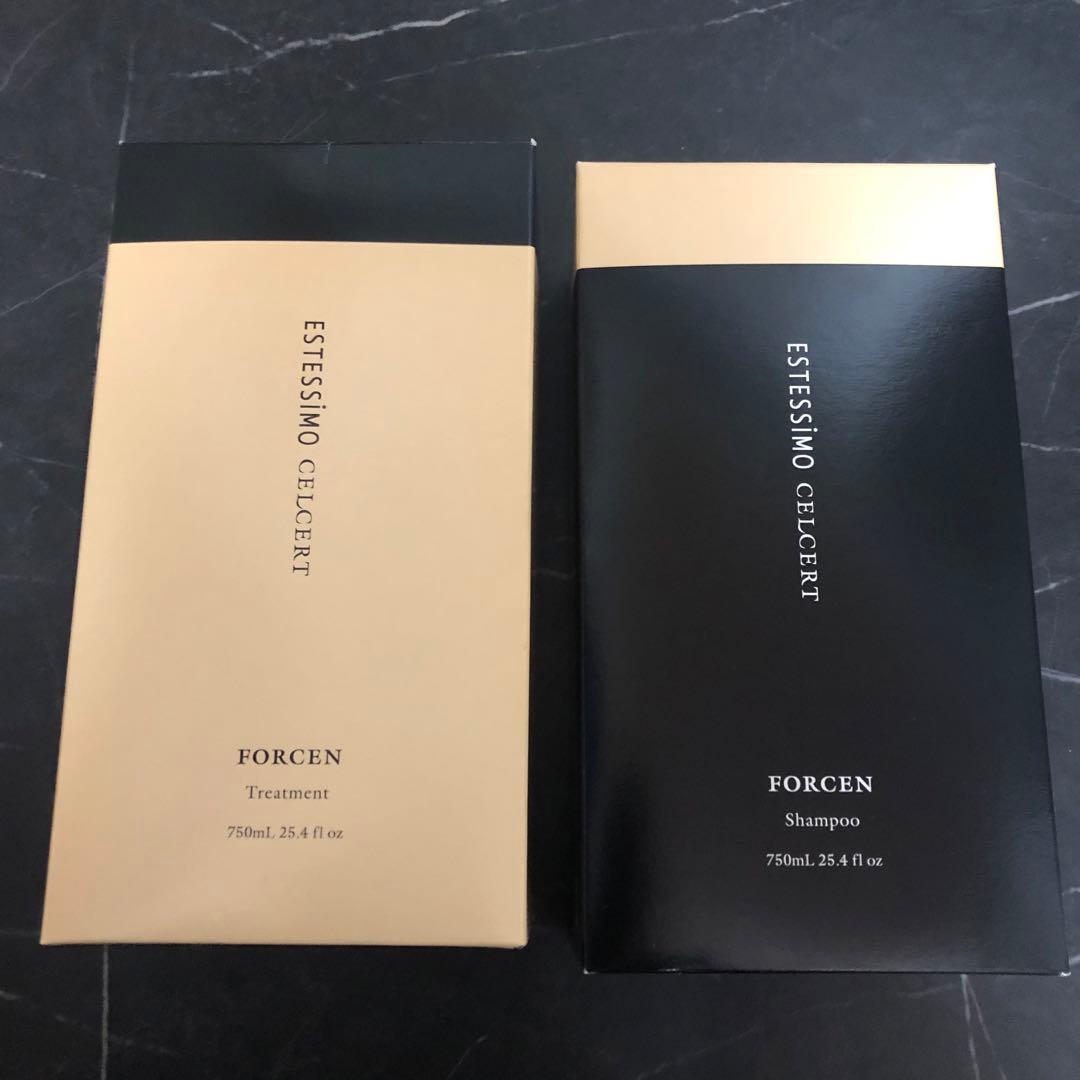 ESTESSiMO CELCERT
FORCEN
Treatment
750mL 25.4 fl oz
ESTESSiMO CELCERT
FORCEN
Shampoo
750mL 25.4 fl oz